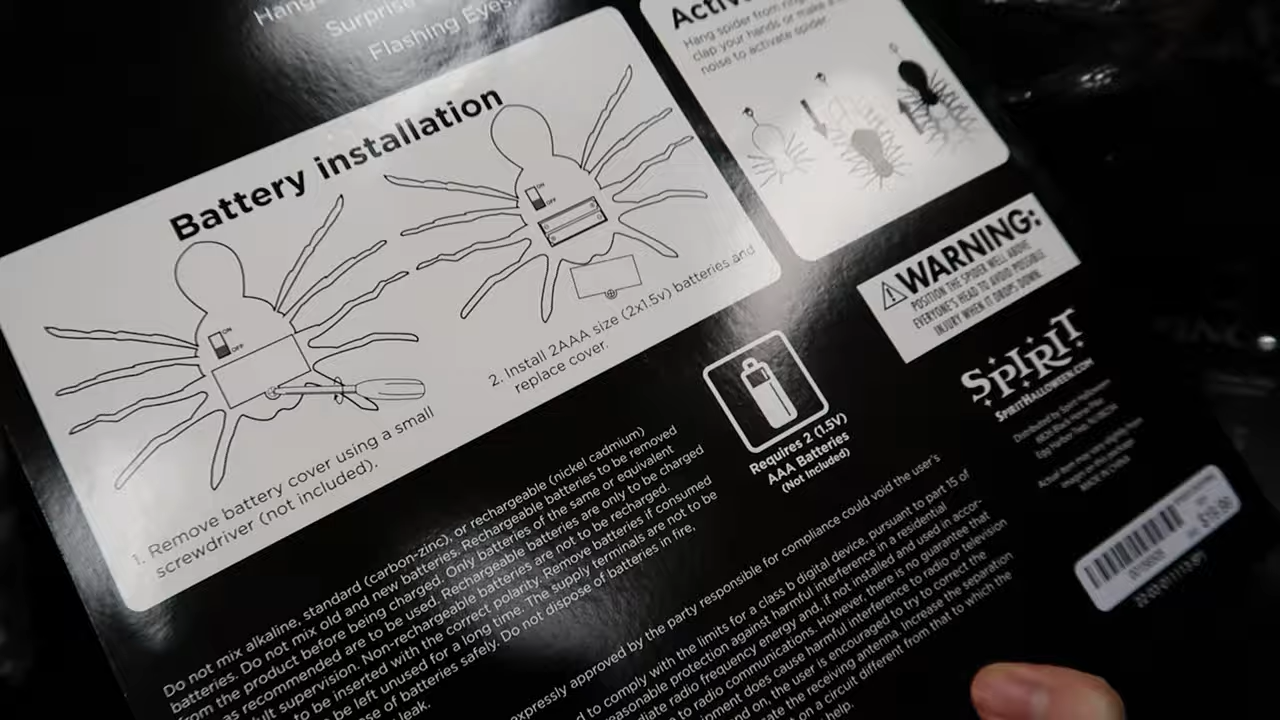 Hangs
Surprise
Flashing Eyes.
Battery installation
ON
OFF
ON
OFF
1. Remove battery cover using a small
screwdriver (not included).
2. Install 2AAA size (2x1.5v) batteries and
replace cover.
Hang spider from
clap your hands or make a
noise to activate spider.
WARNING:
POSITION THE SPIDER WELL ABOVE
EVERYONE'S HEAD TO AVOID POSSIBLE
INJURY WHEN IT DROPS DOWN.
SPIRIT
SPIRITHALLOWEEN.COM
Distributed by Spirit Halloween
MADE IN CHINA
$19.99
Requires 2 (1.5V)
AAA Batteries
(Not Included)
Do not mix alkaline, standard (carbon-zinc), or rechargeable (nickel cadmium)
batteries. Do not mix old and new batteries. Rechargeable batteries to be removed
from the product before being charged. Only batteries of the same or equivalent
as recommended are to be used. Rechargeable batteries are only to be charged
supervision. Non-rechargeable batteries are not to be recharged.
to be inserted with the correct polarity. Remove batteries if consumed
be left unused for a long time. The supply terminals are not to be
of batteries safely. Do not dispose of batteries in fire,
leak.
expressly approved by the party responsible for compliance could void the user's
to comply with the limits for a class b digital device, pursuant to part 15 of
reasonable protection against harmful interference in a residential
radio frequency energy and, if not installed and used in accor-
to radio communications. However, there is no guarantee that
does cause harmful interference to radio or television
and on, the user is encouraged to try to correct the
the receiving antenna. Increase the separation
on a circuit different from that to which the
help.